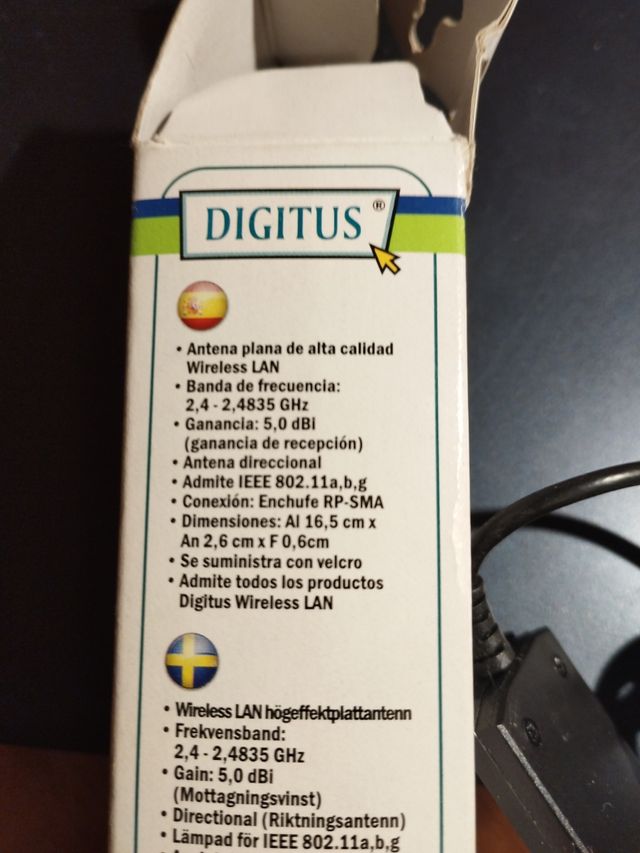 DIGITUS ®
• Antena plana de alta calidad
Wireless LAN
• Banda de frecuencia:
2,4 - 2,4835 GHz
• Ganancia: 5,0 dBi
(ganancia de recepción)
• Antena direccional
• Admite IEEE 802.11a,b,g
• Conexión: Enchufe RP-SMA
• Dimensiones: Al 16,5 cm x
An 2,6 cm x F 0,6cm
• Se suministra con velcro
• Admite todos los productos
Digitus Wireless LAN
• Wireless LAN högeffektplattantenn
• Frekvensband:
2,4 - 2,4835 GHz
• Gain: 5,0 dBi
(Mottagningsvinst)
• Directional (Riktningsantenn)
• Lämpad för IEEE 802.11a,b,g